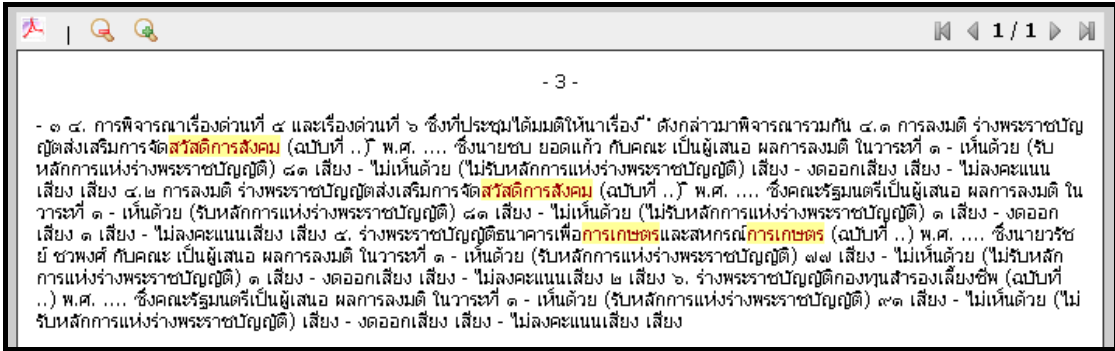 | 1 / 1
- 3 -
- ๓ ๔. การพิจารณาเรื่องด่วนที่ ๕ และเรื่องด่วนที่ ๖ ซึ่งที่ประชุมได้มมติให้นาเรื่อง ดังกล่าวมาพิจารณารวมกัน ๔.๑ การลงมติ ร่างพระราชบัญ
ญัตส่งเสริมการจัดสวัสดิการสังคม (ฉบับที่ ..) พ.ศ. .... ซึ่งนายชบ ยอดแก้ว กับคณะ เป็นผู้เสนอ ผลการลงมติ ในวาระที่ ๑ - เห็นด้วย (รับ
หลักการแห่งร่างพระราชบัญญัติ) ๘๑ เสียง - ไม่เห็นด้วย (ไม่รับหลักการแห่งร่างพระราชบัญญัติ) เสียง - งดออกเสียง เสียง - ไม่ลงคะแนน
เสียง เสียง ๔.๒ การลงมติ ร่างพระราชบัญญัตส่งเสริมการจัดสวัสดิการสังคม (ฉบับที่ ..) พ.ศ. .... ซึ่งคณะรัฐมนตรีเป็นผู้เสนอ ผลการลงมติ ใน
วาระที่ ๑ - เห็นด้วย (รับหลักการแห่งร่างพระราชบัญญัติ) ๘๑ เสียง - ไม่เห็นด้วย (ไม่รับหลักการแห่งร่างพระราชบัญญัติ) ๑ เสียง - งดออก
เสียง ๑ เสียง - ไม่ลงคะแนนเสียง เสียง ๕. ร่างพระราชบัญญัติธนาคารเพื่อการเกษตรและสหกรณ์การเกษตร (ฉบับที่ ..) พ.ศ. .... ซึ่งนายวรัช
ย์ ชวพงศ์ กับคณะ เป็นผู้เสนอ ผลการลงมติ ในวาระที่ ๑ - เห็นด้วย (รับหลักการแห่งร่างพระราชบัญญัติ) ๗๗ เสียง - ไม่เห็นด้วย (ไม่รับหลัก
การแห่งร่างพระราชบัญญัติ) ๑ เสียง - งดออกเสียง เสียง - ไม่ลงคะแนนเสียง ๒ เสียง ๖. ร่างพระราชบัญญัติกองทุนสำรองเลี้ยงชีพ (ฉบับที่
..) พ.ศ. .... ซึ่งคณะรัฐมนตรีเป็นผู้เสนอ ผลการลงมติ ในวาระที่ ๑ - เห็นด้วย (รับหลักการแห่งร่างพระราชบัญญัติ) ๙๑ เสียง - ไม่เห็นด้วย (ไม่
รับหลักการแห่งร่างพระราชบัญญัติ) เสียง - งดออกเสียง เสียง - ไม่ลงคะแนนเสียง เสียง